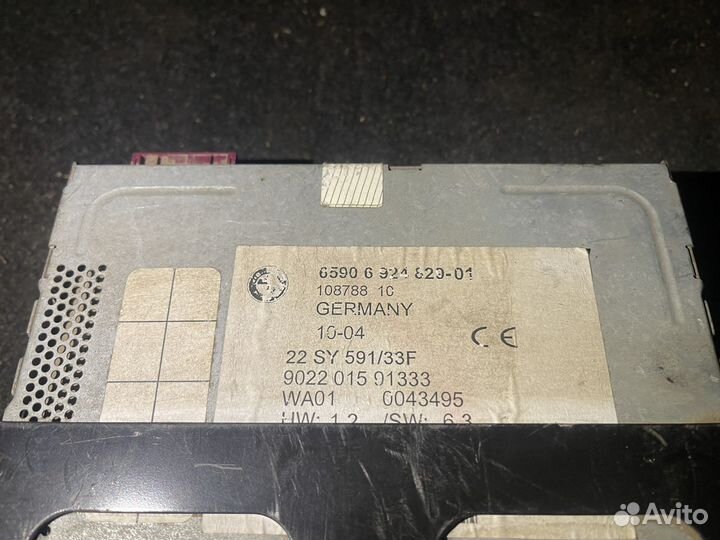 6590 6 924 829-01
108788 10
GERMANY
10-04
CE
22 SY 591/33F
9022 015 91333
WA01 0043495
HW: 1.2 /SW: 6.3
Avito